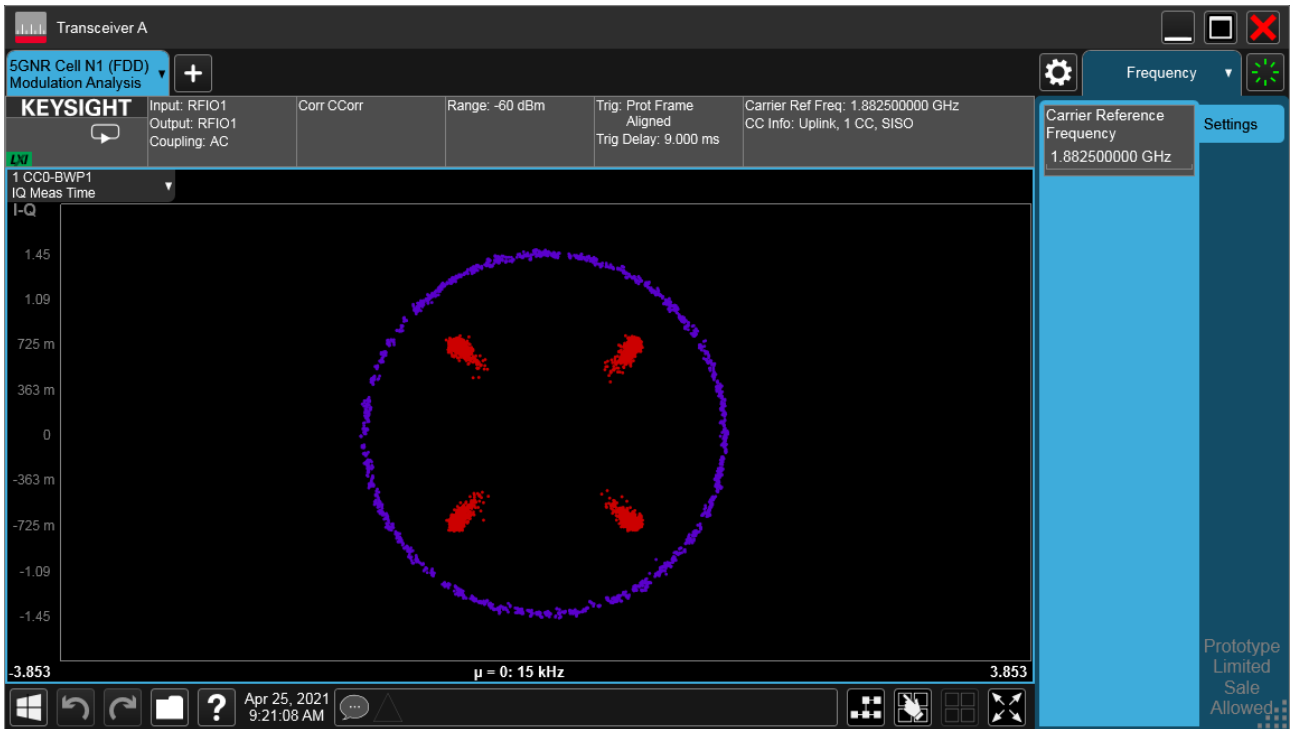 Transceiver A
5GNR Cell N1 (FDD)
Modulation Analysis
Frequency
KEYSIGHT
LXI
Input: RFIO1
Output: RFIO1
Coupling: AC
Corr CCorr
Range: -60 dBm
Trig: Prot Frame
Aligned
Trig Delay: 9.000 ms
Carrier Ref Freq: 1.882500000 GHz
CC Info: Uplink, 1 CC, SISO
Carrier Reference
Frequency
1.882500000 GHz
Settings
1 CC0-BWP1
IQ Meas Time
I-Q
1.45
1.09
725 m
363 m
0
-363 m
-725 m
-1.09
-1.45
-3.853
µ = 0: 15 kHz
3.853
Prototype
Limited
Sale
Allowed
?
Apr 25, 2021
9:21:08 AM